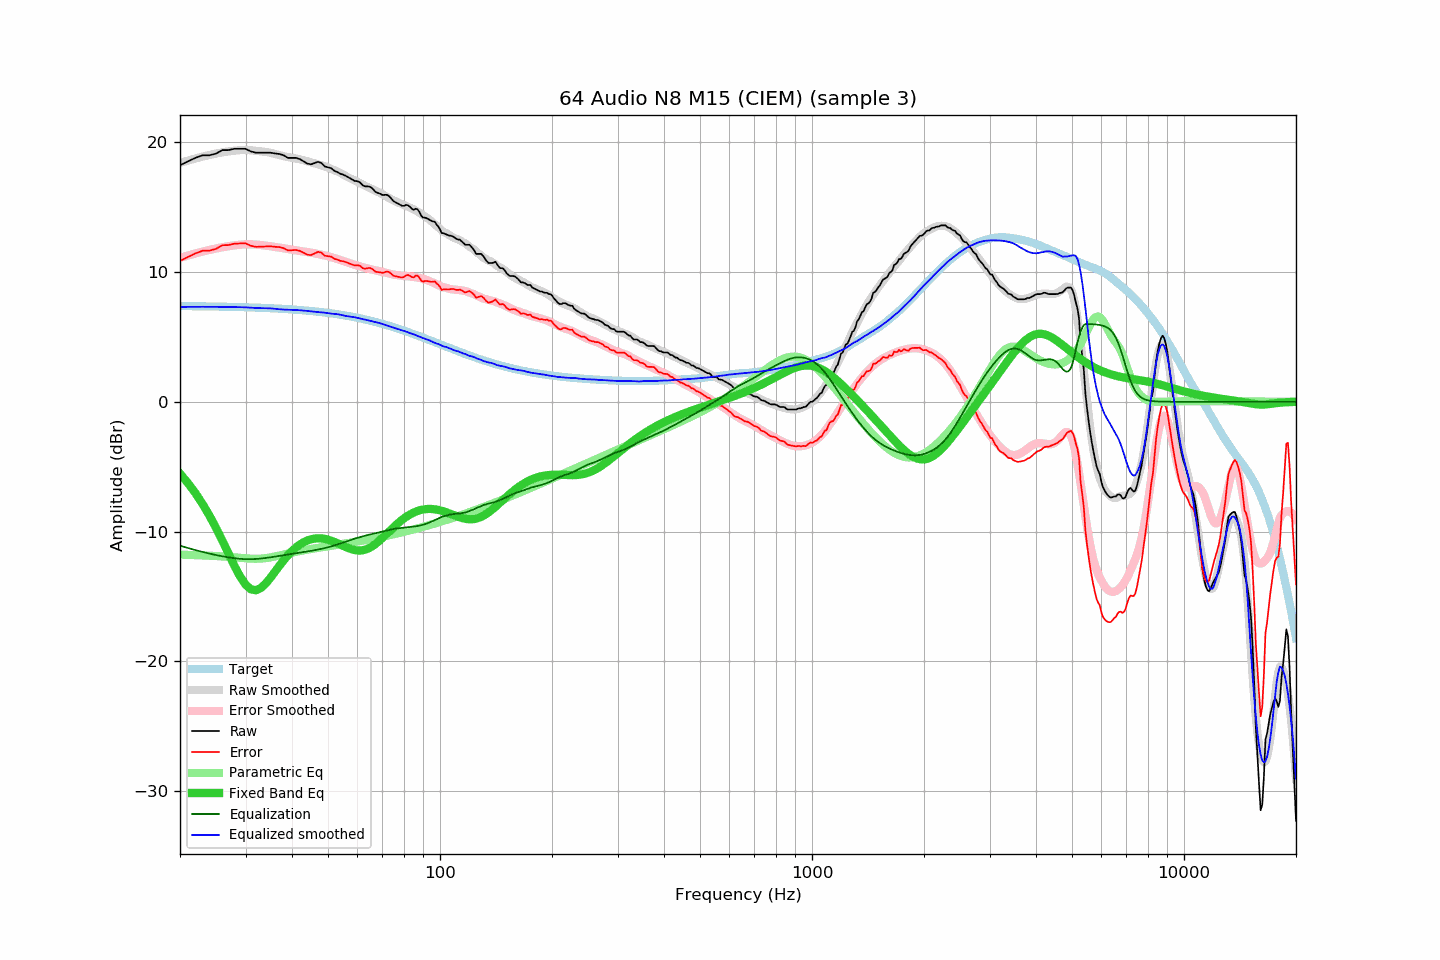 64 Audio N8 M15 (CIEM) (sample 3)
20
10
0
−10
−20
−30
Amplitude (dBr)
Target
Raw Smoothed
Error Smoothed
Raw
Error
Parametric Eq
Fixed Band Eq
Equalization
Equalized smoothed
100
1000
10000
Frequency (Hz)